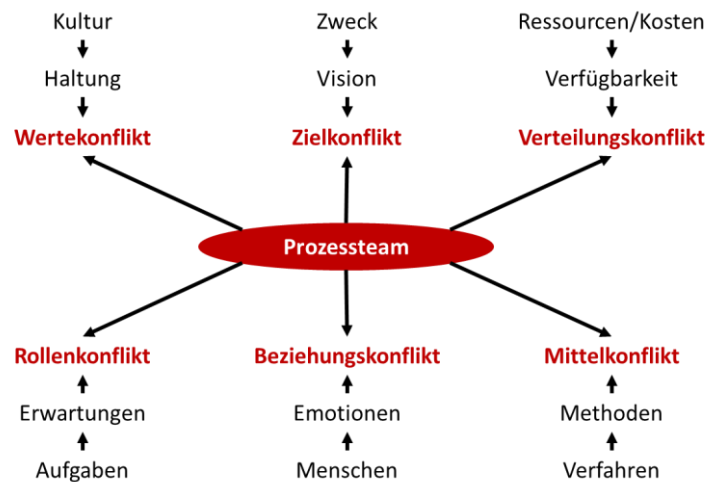 Kultur
Zweck
Ressourcen/Kosten
Haltung
Vision
Verfügbarkeit
Wertekonflikt
Zielkonflikt
Verteilungskonflikt
Prozessteam
Rollenkonflikt
Beziehungskonflikt
Mittelkonflikt
Erwartungen
Emotionen
Methoden
Aufgaben
Menschen
Verfahren